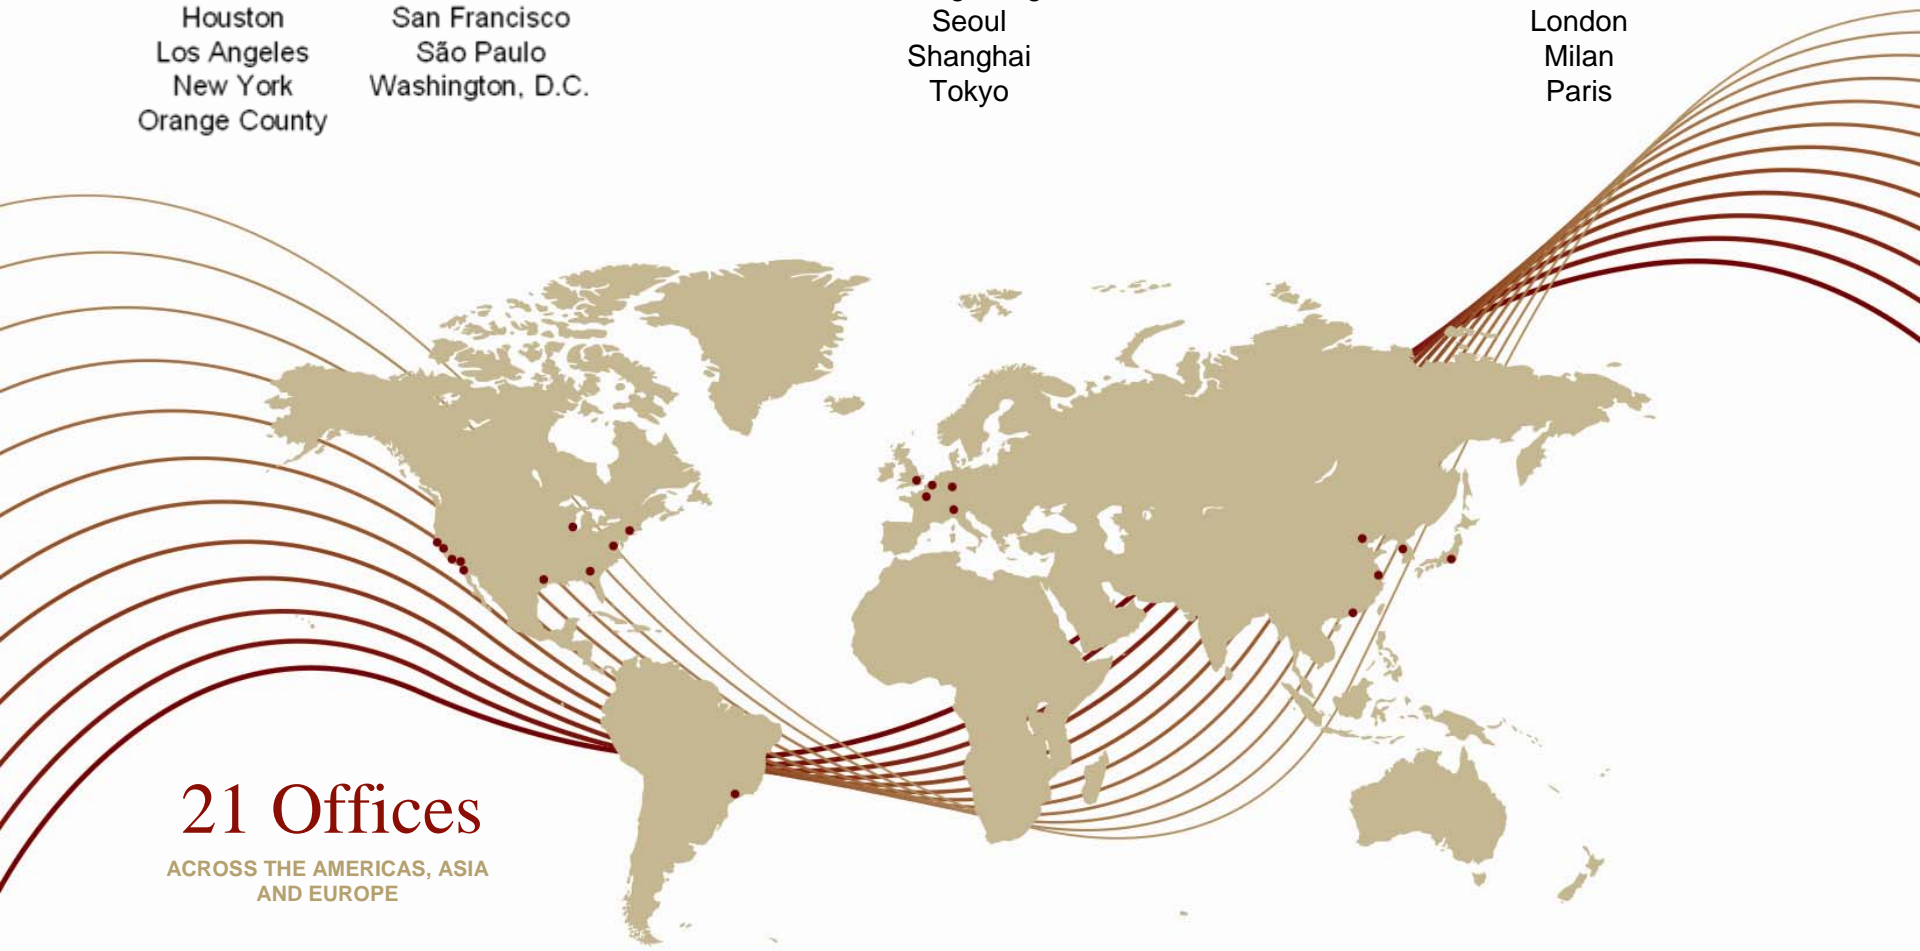 Houston
Los Angeles
New York
Orange County
San Francisco
São Paulo
Washington, D.C.
Seoul
Shanghai
Tokyo
London
Milan
Paris
21 Offices
ACROSS THE AMERICAS, ASIA
AND EUROPE